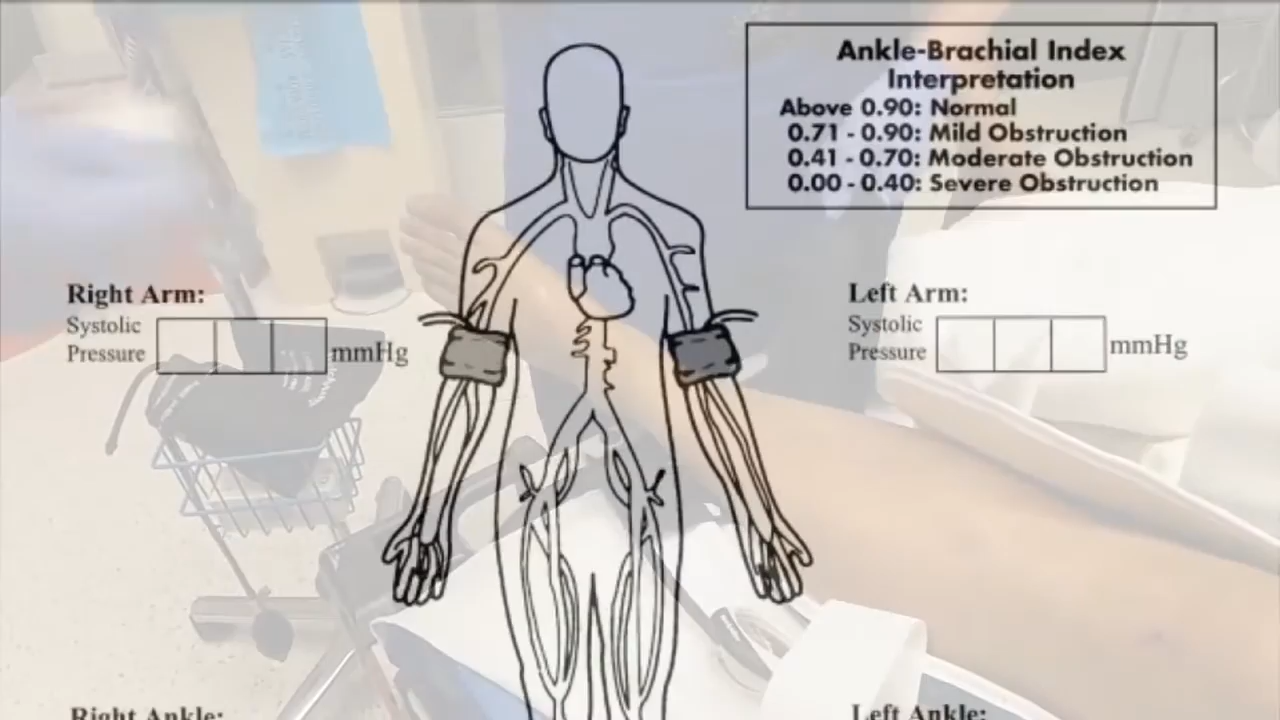 Ankle-Brachial Index
Interpretation
Above 0.90: Normal
0.71 - 0.90: Mild Obstruction
0.41 - 0.70: Moderate Obstruction
0.00 - 0.40: Severe Obstruction
Right Arm:
Systolic
Pressure
mmHg
Left Arm:
Systolic
Pressure
mmHg
Right Ankle:
Left Ankle: